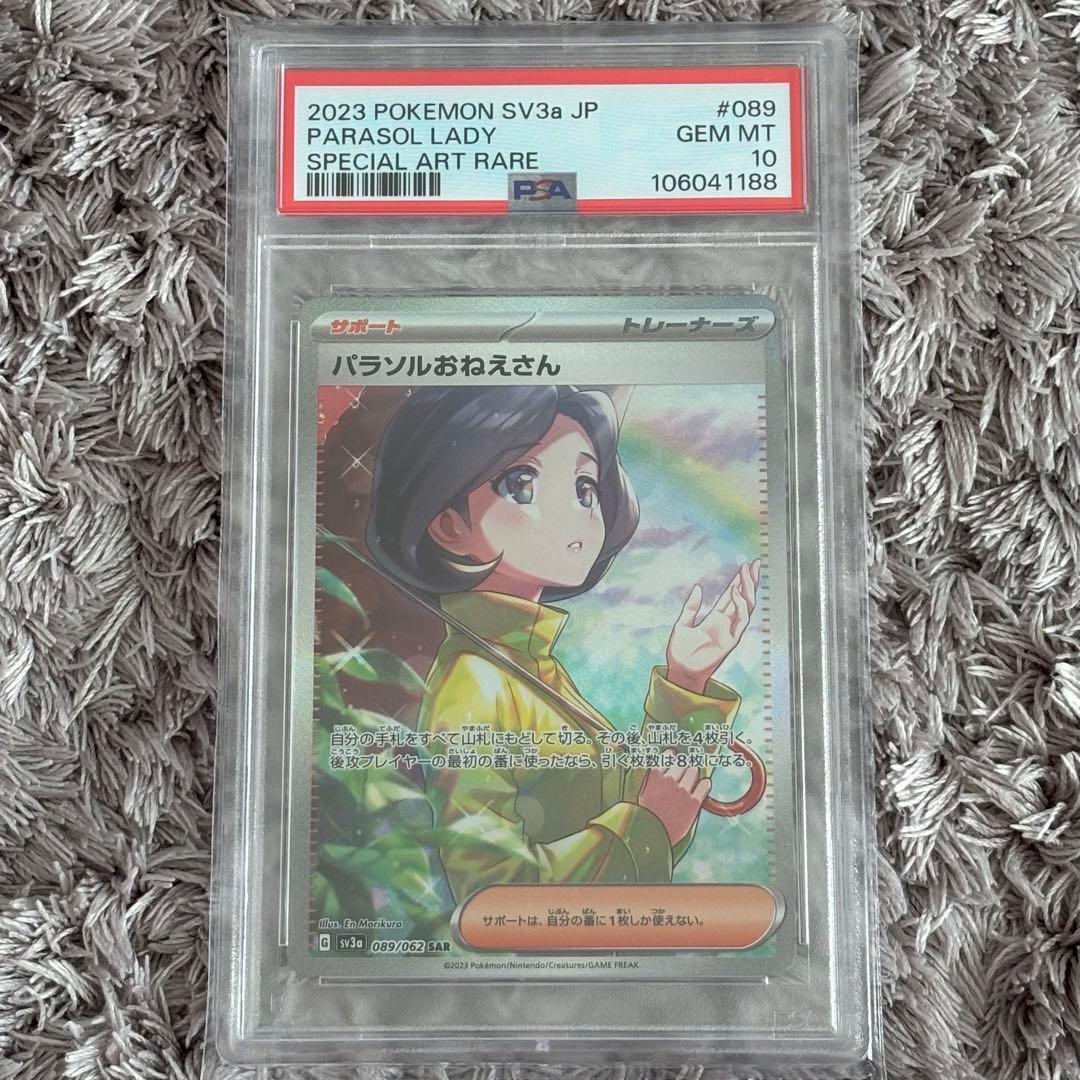 2023 POKEMON SV3a JP #089
PARASOL LADY GEM MT
SPECIAL ART RARE 10
PSA 106041188
サポート トレーナーズ
パラソルおねえさん
自分の手札をすべて山札にもどして切る。その後、山札を4枚引く。
後攻プレイヤーの最初の番に使ったなら、引く枚数は8枚になる。
Illus. En Morikura
サポートは、自分の番に1枚しか使えない。
G sv3a 089/062 SAR
©2023 Pokémon/Nintendo/Creatures/GAME FREAK.